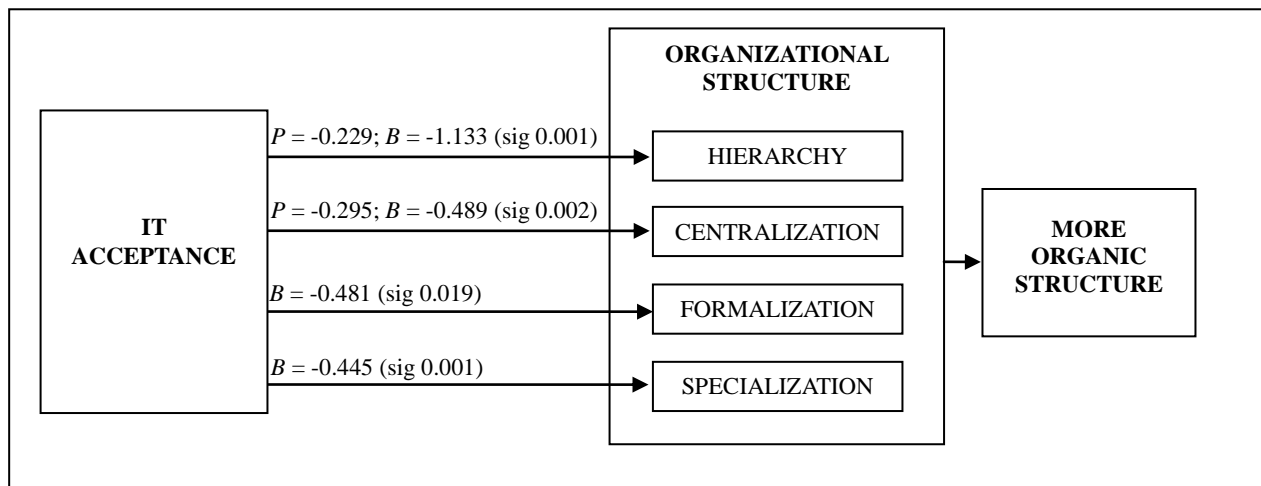 ORGANIZATIONAL
STRUCTURE
P = -0.229; B = -1.133 (sig 0.001)
HIERARCHY
P = -0.295; B = -0.489 (sig 0.002)
CENTRALIZATION
IT
ACCEPTANCE
MORE
ORGANIC
STRUCTURE
B = -0.481 (sig 0.019)
FORMALIZATION
B = -0.445 (sig 0.001)
SPECIALIZATION